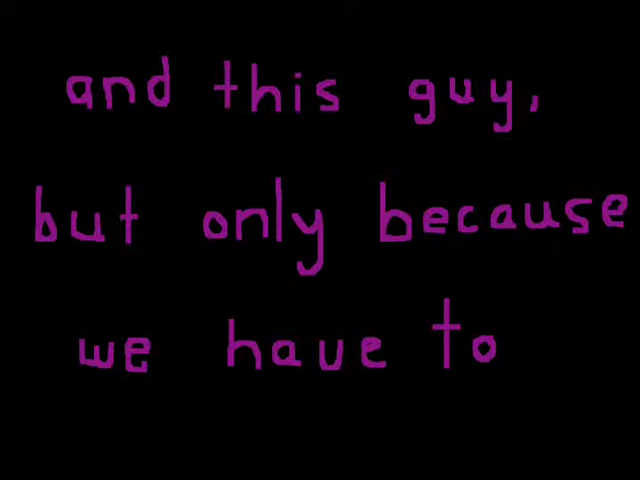 and this guy,
but only because
we have to